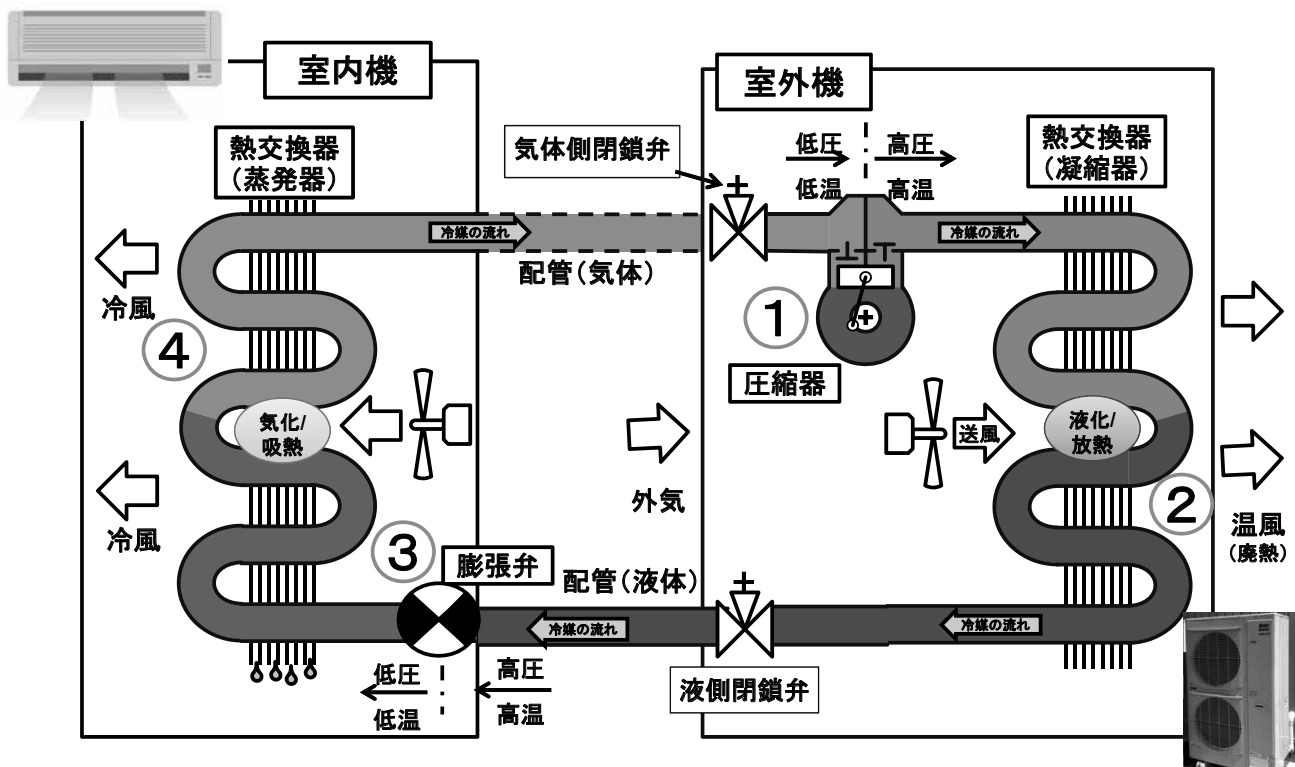 室内機
室外機
熱交換器
(蒸発器)
気体側閉鎖弁
低圧
高圧
低温
高温
熱交換器
(凝縮器)
冷媒の流れ
冷媒の流れ
配管(気体)
冷風
④
①
圧縮器
気化/
吸熱
送風
液化/
放熱
外気
冷風
②
温風
(廃熱)
③
膨張弁
配管(液体)
冷媒の流れ
冷媒の流れ
低圧
高圧
低温
高温
液側閉鎖弁